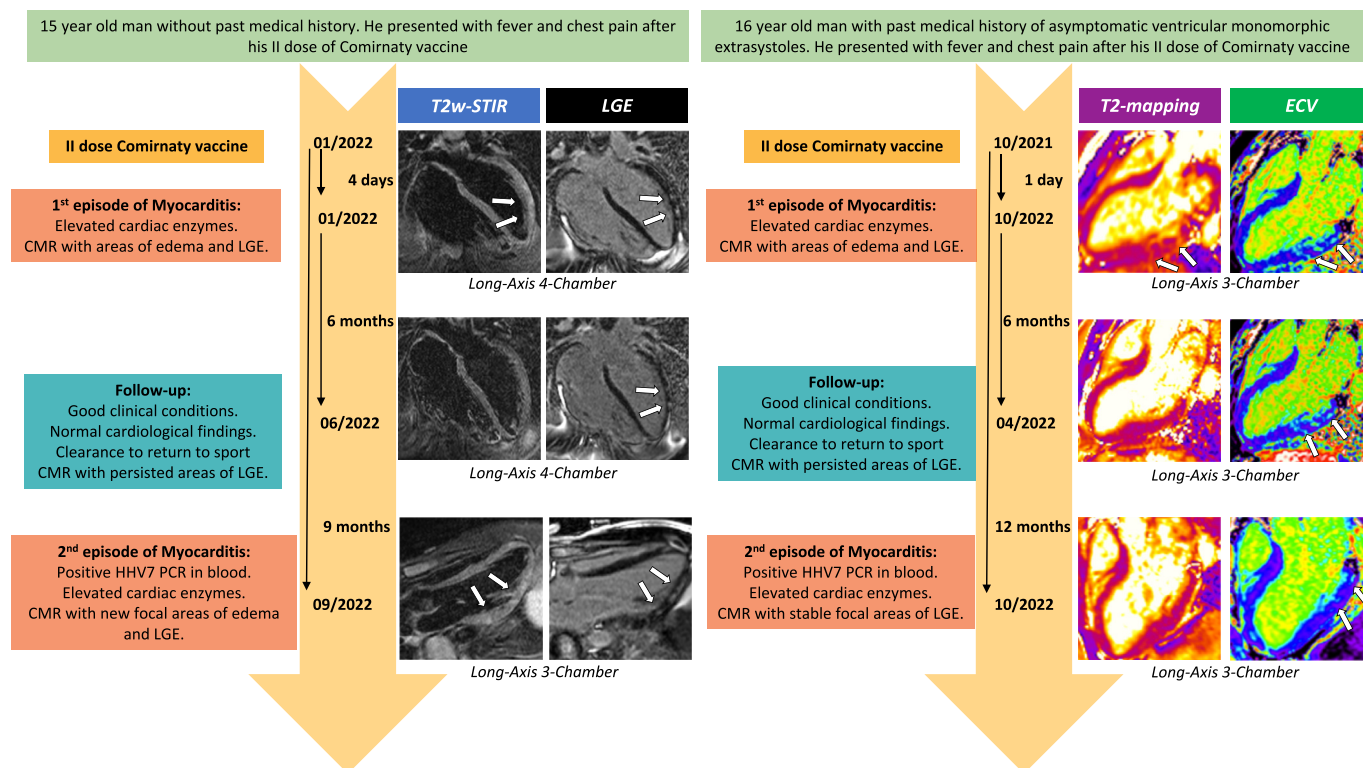 15 year old man without past medical history. He presented with fever and chest pain after
his II dose of Comirnaty vaccine
T2w-STIR
LGE
II dose Comirnaty vaccine
01/2022
4 days
1st episode of Myocarditis:
Elevated cardiac enzymes.
CMR with areas of edema and LGE.
01/2022
Long-Axis 4-Chamber
6 months
Follow-up:
Good clinical conditions.
Normal cardiological findings.
Clearance to return to sport
CMR with persisted areas of LGE.
06/2022
Long-Axis 4-Chamber
9 months
2nd episode of Myocarditis:
Positive HHV7 PCR in blood.
Elevated cardiac enzymes.
CMR with new focal areas of edema
and LGE.
09/2022
Long-Axis 3-Chamber
16 year old man with past medical history of asymptomatic ventricular monomorphic
extrasystoles. He presented with fever and chest pain after his II dose of Comirnaty vaccine
T2-mapping
ECV
II dose Comirnaty vaccine
10/2021
1 day
1st episode of Myocarditis:
Elevated cardiac enzymes.
CMR with areas of edema and LGE.
10/2022
Long-Axis 3-Chamber
6 months
Follow-up:
Good clinical conditions.
Normal cardiological findings.
Clearance to return to sport
CMR with persisted areas of LGE.
04/2022
Long-Axis 3-Chamber
12 months
2nd episode of Myocarditis:
Positive HHV7 PCR in blood.
Elevated cardiac enzymes.
CMR with stable focal areas of LGE.
10/2022
Long-Axis 3-Chamber